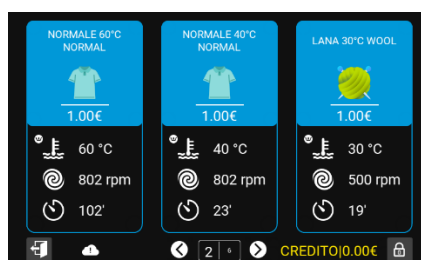 NORMALE 60°C
NORMAL
1.00€
60 °C
802 rpm
102'
NORMALE 40°C
NORMAL
1.00€
40 °C
802 rpm
23'
LANA 30°C WOOL
1.00€
30 °C
500 rpm
19'
2 6
CREDITO|0.00€